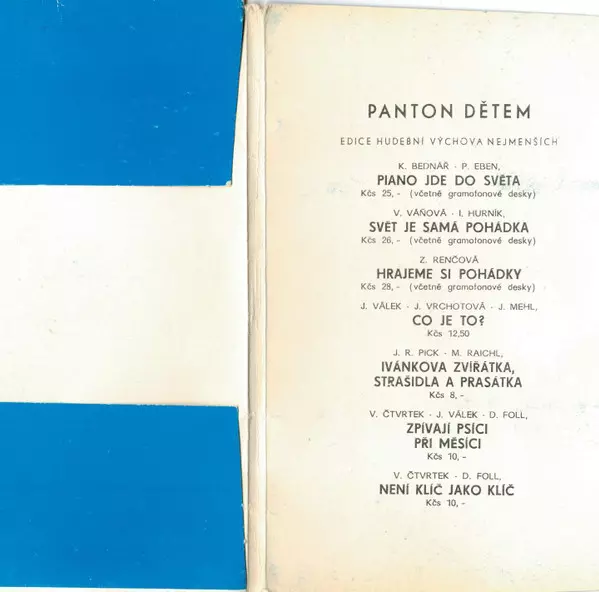 PANTON DĚTEM
EDICE HUDEBNÍ VÝCHOVA NEJMENŠÍCH
K. BEDNÁŘ · P. EBEN,
PIANO JDE DO SVĚTA
Kčs 25,- (včetně gramofonové desky)
V. VÁŇOVÁ · I. HURNÍK,
SVĚT JE SAMÁ POHÁDKA
Kčs 26,- (včetně gramofonové desky)
Z. RENČOVÁ
HRAJEME SI POHÁDKY
Kčs 28,- (včetně gramofonové desky)
J. VÁLEK · J. VRCHOTOVÁ · J. MEHL,
CO JE TO?
Kčs 12,50
J. R. PICK · M. RAICHL,
IVÁNKOVA ZVÍŘÁTKA,
STRAŠIDLA A PRASÁTKA
Kčs 8,-
V. ČTVRTEK · J. VÁLEK · D. FOLL,
ZPÍVAJÍ PSÍCI
PŘI MĚSÍCI
Kčs 10,-
V. ČTVRTEK · D. FOLL,
NENÍ KLÍČ JAKO KLÍČ
Kčs 10,-